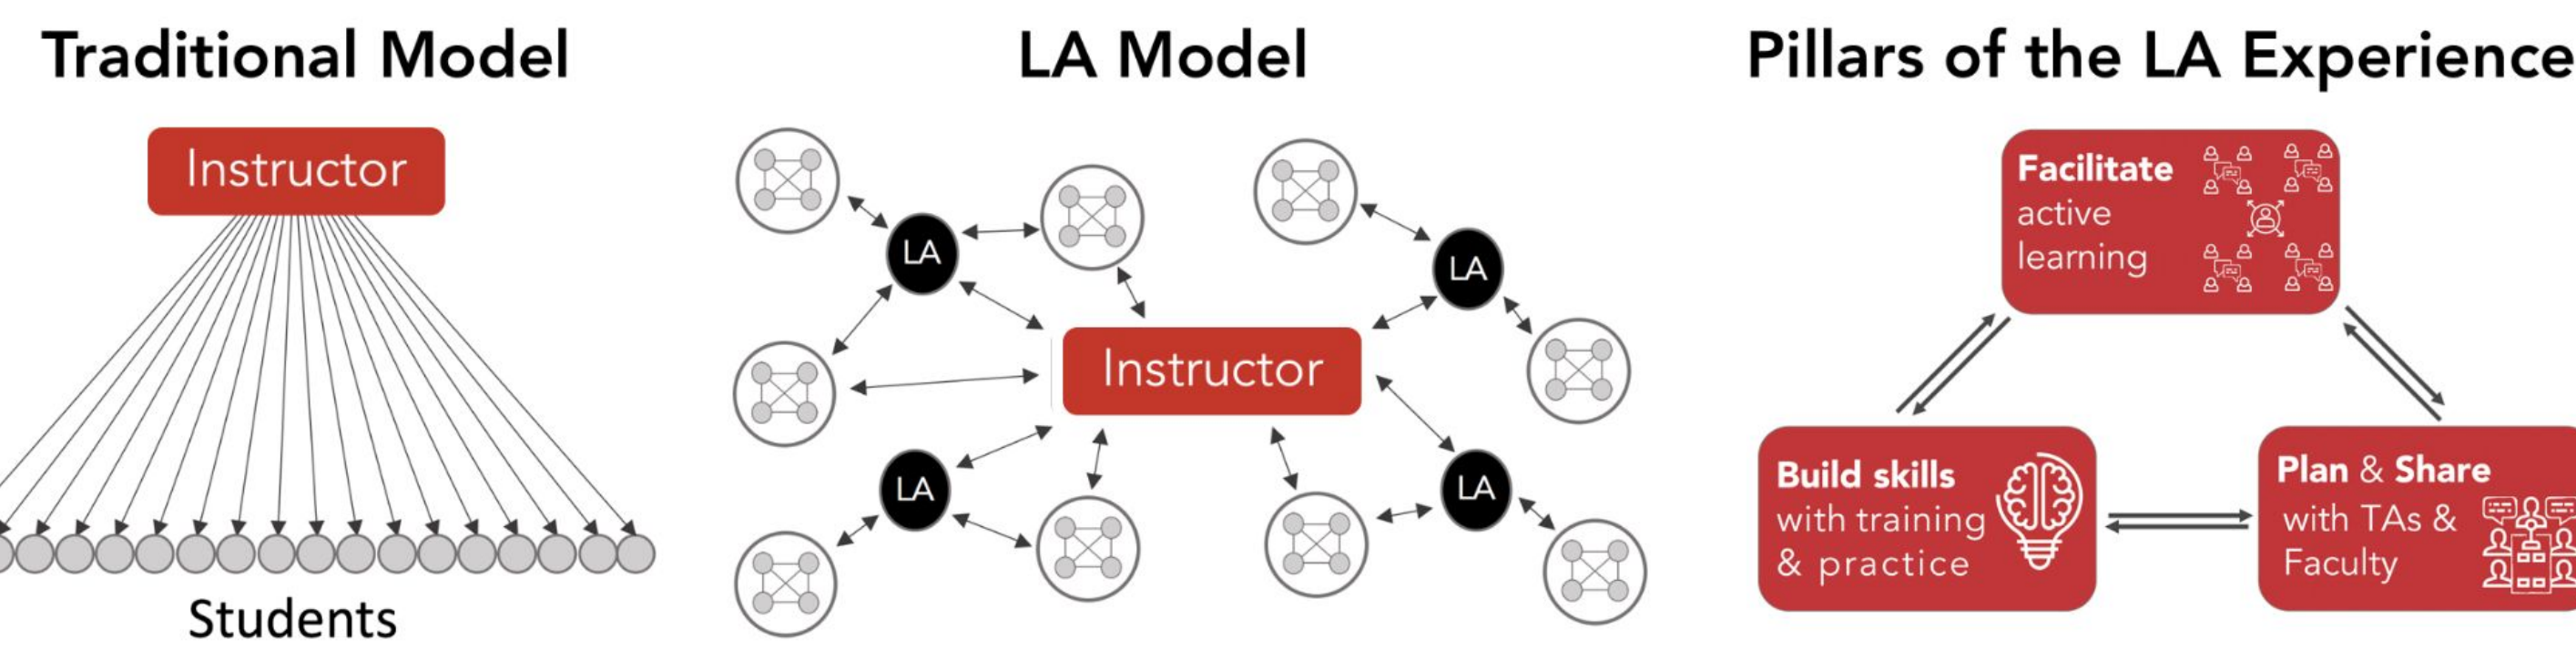 Traditional Model
Instructor
Students
LA Model
LA
LA
Instructor
LA
LA
Pillars of the LA Experience
Facilitate
active
learning
Build skills
with training
& practice
Plan & Share
with TAs &
Faculty